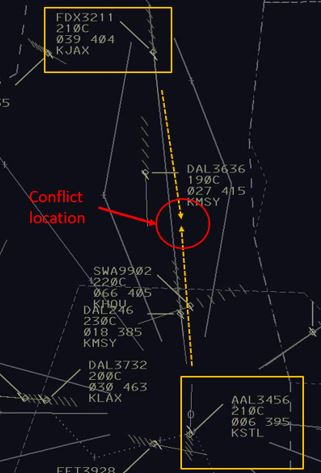 FDX3211
210C
039 404
KJAX
DAL3636
190C
027 415
KMSY
Conflict
location
SWA9902
220C
066 405
KHOU
DAL246
230C
018 385
KMSY
DAL3732
200C
030 463
KLAX
AAL3456
210C
006 395
KSTL